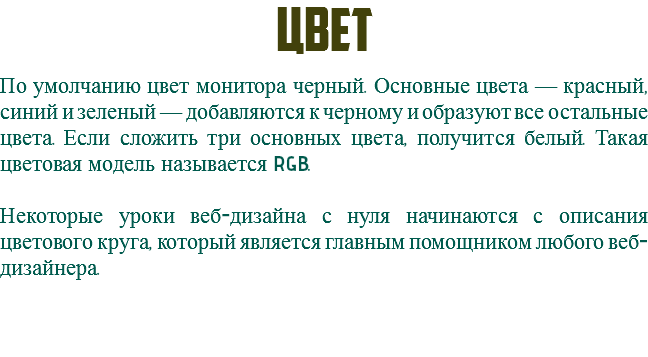 ЦВЕТ
По умолчанию цвет монитора черный. Основные цвета — красный,
синий и зеленый — добавляются к черному и образуют все остальные
цвета. Если сложить три основных цвета, получится белый. Такая
цветовая модель называется RGB.
Некоторые уроки веб-дизайна с нуля начинаются с описания
цветового круга, который является главным помощником любого веб-
дизайнера.